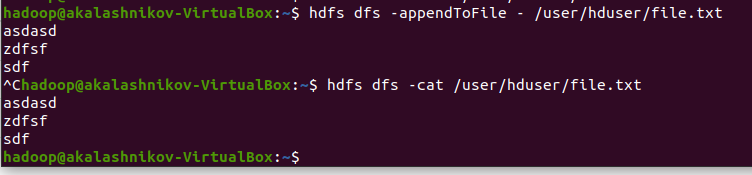 hadoop@akalashnikov-VirtualBox:~$ hdfs dfs -appendToFile - /user/hduser/file.txt
asdasd
zdfsf
sdf
^Chadoop@akalashnikov-VirtualBox:~$ hdfs dfs -cat /user/hduser/file.txt
asdasd
zdfsf
sdf
hadoop@akalashnikov-VirtualBox:~$